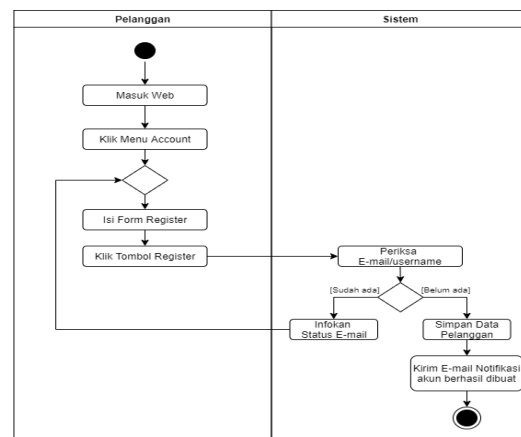 Pelanggan
Sistem
Masuk Web
Klik Menu Account
Isi Form Register
Klik Tombol Register
Periksa
E-mail/username
[Sudah ada]
[Belum ada]
Infokan
Status E-mail
Simpan Data
Pelanggan
Kirim E-mail Notifikasi
akun berhasil dibuat